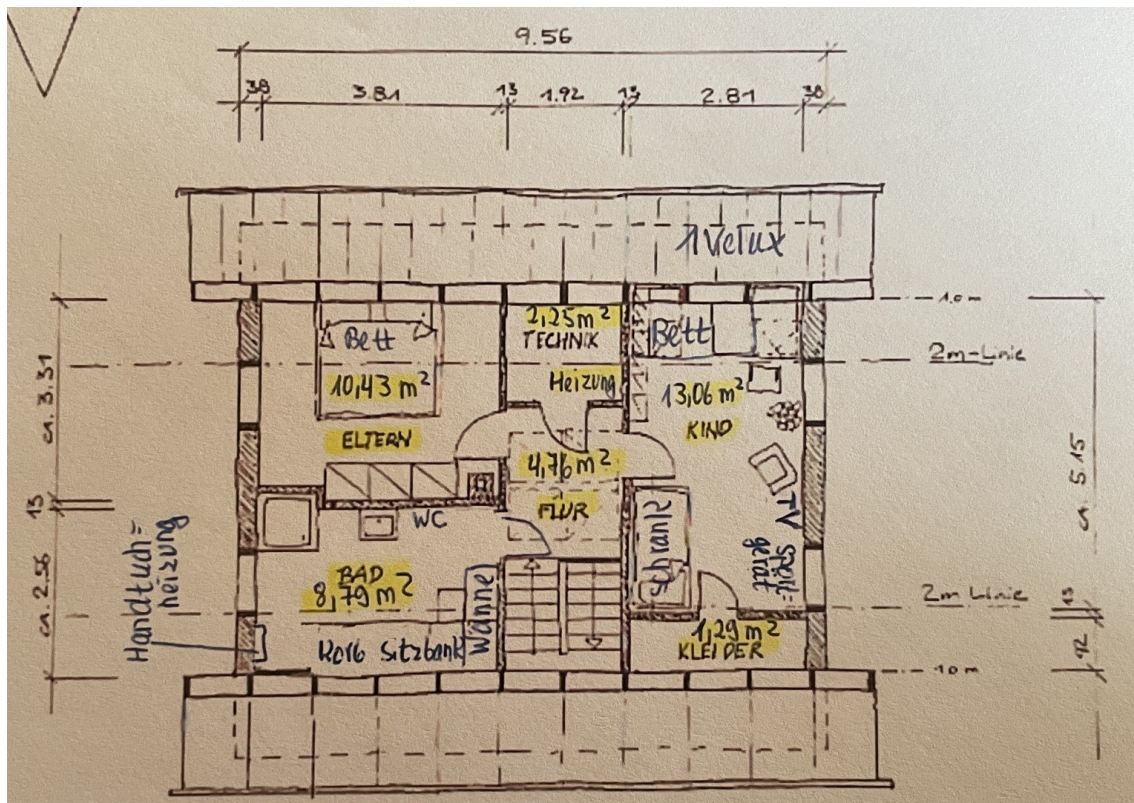 9.56
38 3.81 13 1.92 13 2.81 38
1 Velux
1.0 m
2m-Linie
Bett
10,43 m²
ELTERN
2,25 m²
TECHNIK
Heizung
Bett
13,06 m²
KIND
4,76 m²
FLUR
WC
Schrank
TV
Sport=
gerät
BAD
8,79 m²
Wanne
Korb Sitzbank
Handtuch=
heizung
1,29 m²
KLEIDER
2m Linie
1.0 m
ca. 3.31
13
ca. 2.56
ca. 5.15
13